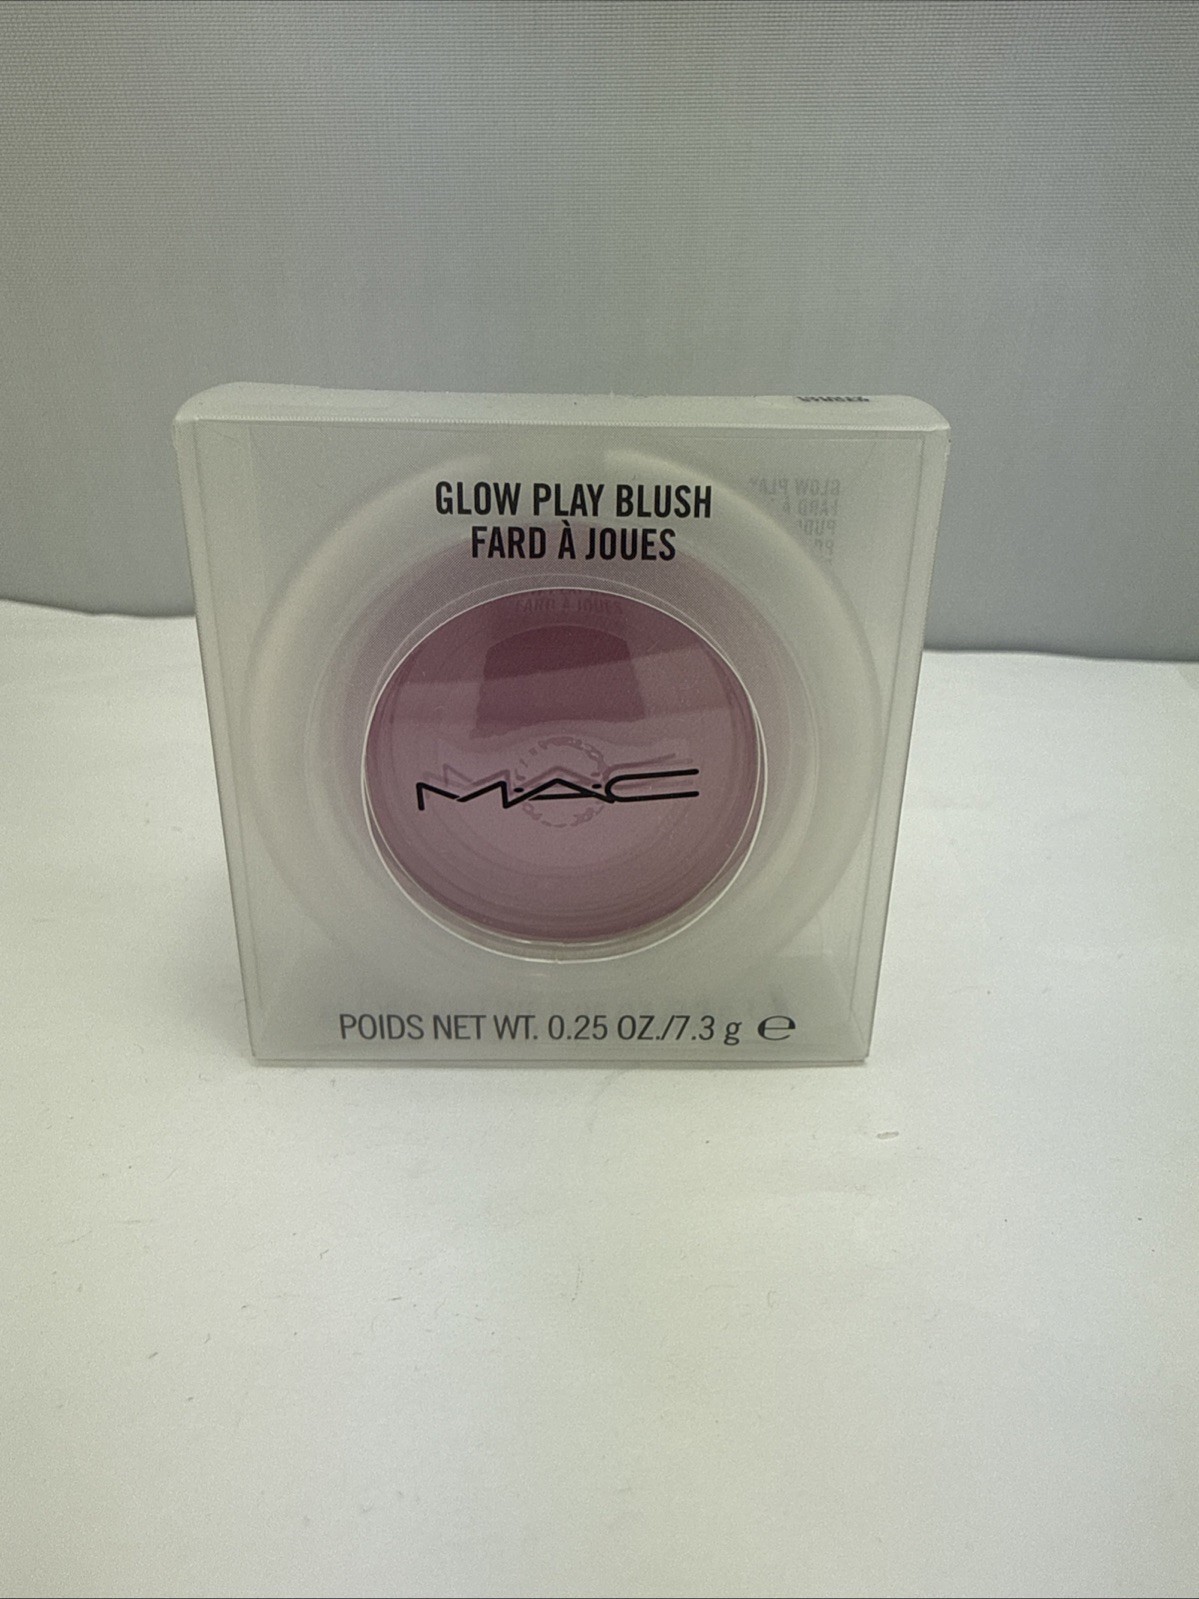 GLOW PLAY BLUSH
FARD À JOUES
M·A·C
POIDS NET WT. 0.25 OZ./7.3 g ℮